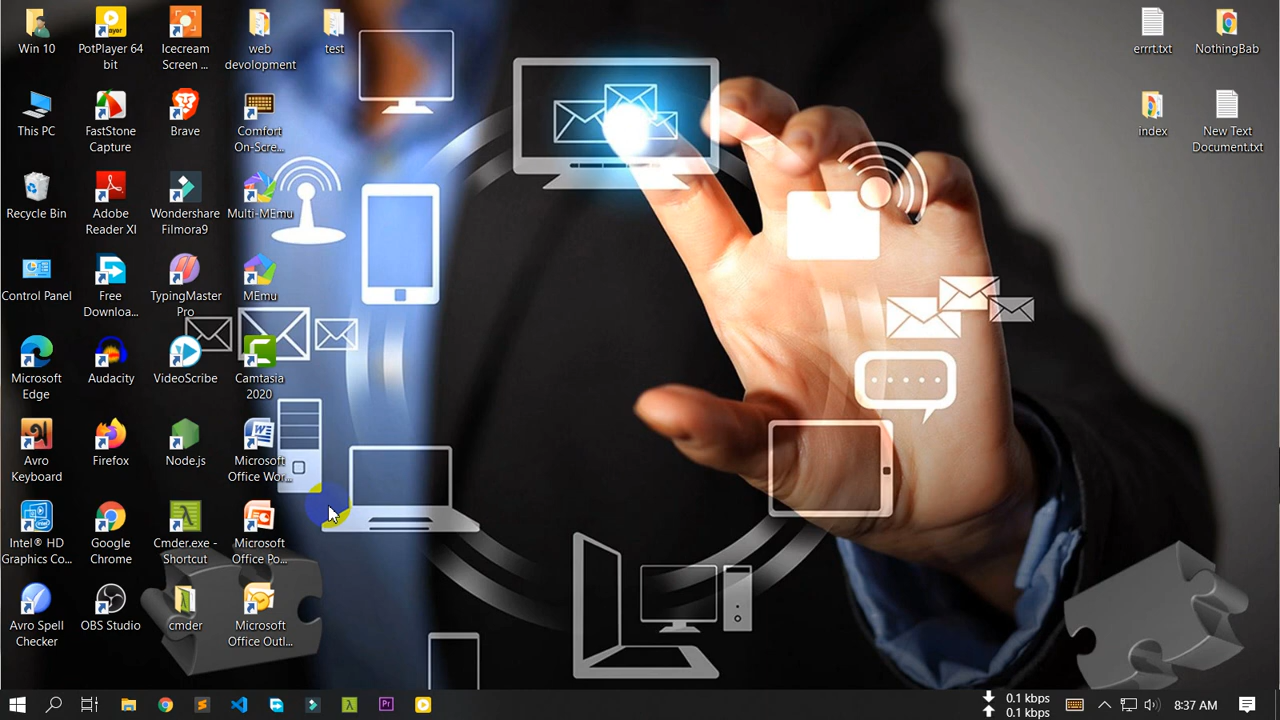 Win 10
PotPlayer 64
bit
Icecream
Screen ...
web
devolopment
test
errrt.txt
NothingBab
This PC
FastStone
Capture
Brave
Comfort
On-Scre...
index
New Text
Document.txt
Recycle Bin
Adobe
Reader XI
Wondershare
Filmora9
Multi-MEmu
Control Panel
Free
Downloa...
TypingMaster
Pro
MEmu
Microsoft
Edge
Audacity
VideoScribe
Camtasia
2020
Avro
Keyboard
Firefox
Node.js
Microsoft
Office Wor...
Intel® HD
Graphics Co...
Google
Chrome
Cmder.exe -
Shortcut
Microsoft
Office Po...
Avro Spell
Checker
OBS Studio
cmder
Microsoft
Office Outl...
0.1 kbps
0.1 kbps
8:37 AM